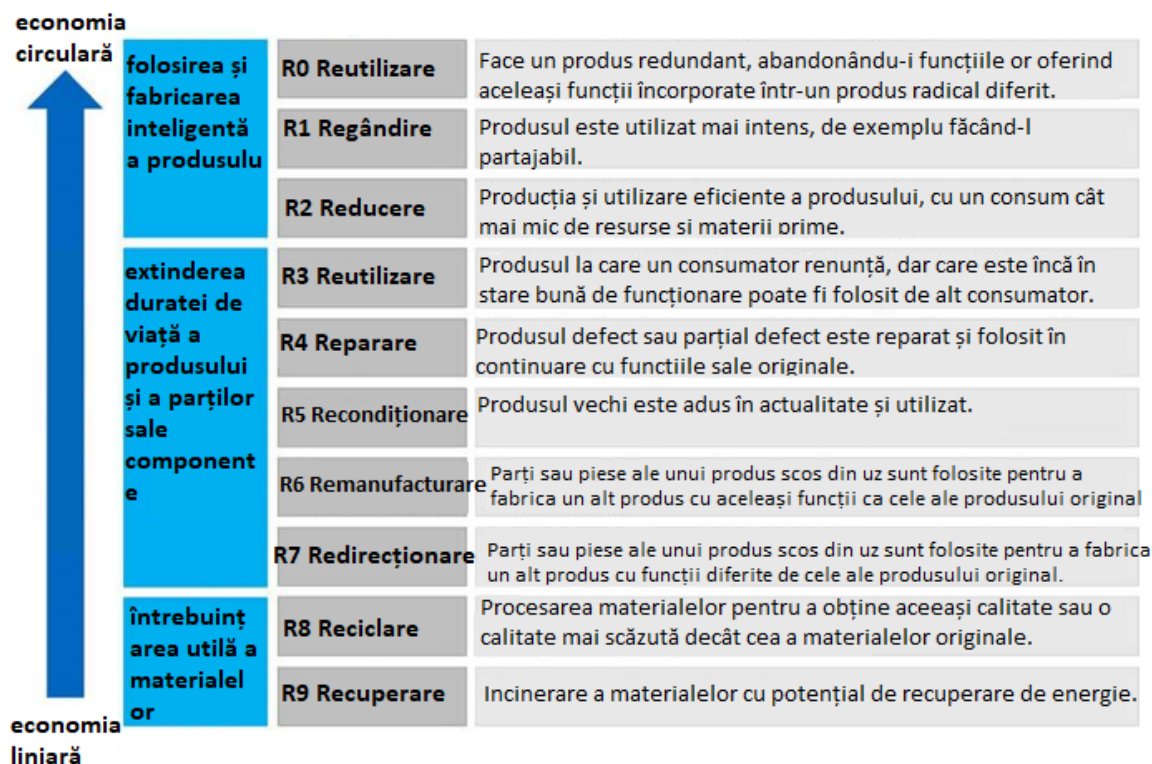 economia
circulară
folosirea și
fabricarea
inteligentă
a produsulu
R0 Reutilizare
Face un produs redundant, abandonându-i funcțiile or oferind
aceleași funcții încorporate într-un produs radical diferit.
R1 Regândire
Produsul este utilizat mai intens, de exemplu făcând-l
partajabil.
R2 Reducere
Producția și utilizare eficiente a produsului, cu un consum cât
mai mic de resurse si materii prime.
extinderea
duratei de
viață a
produsului
și a parților
sale
component
e
R3 Reutilizare
Produsul la care un consumator renunță, dar care este încă în
stare bună de funcționare poate fi folosit de alt consumator.
R4 Reparare
Produsul defect sau parțial defect este reparat și folosit în
continuare cu functiile sale originale.
R5 Recondiționare
Produsul vechi este adus în actualitate și utilizat.
R6 Remanufacturare
Parți sau piese ale unui produs scos din uz sunt folosite pentru a
fabrica un alt produs cu aceleași funcții ca cele ale produsului original
R7 Redirecționare
Parți sau piese ale unui produs scos din uz sunt folosite pentru a fabrica
un alt produs cu funcții diferite de cele ale produsului original.
întrebuinț
area utilă a
materialel
or
R8 Reciclare
Procesarea materialelor pentru a obține aceeași calitate sau o
calitate mai scăzută decât cea a materialelor originale.
R9 Recuperare
Incinerare a materialelor cu potențial de recuperare de energie.
economia
liniară